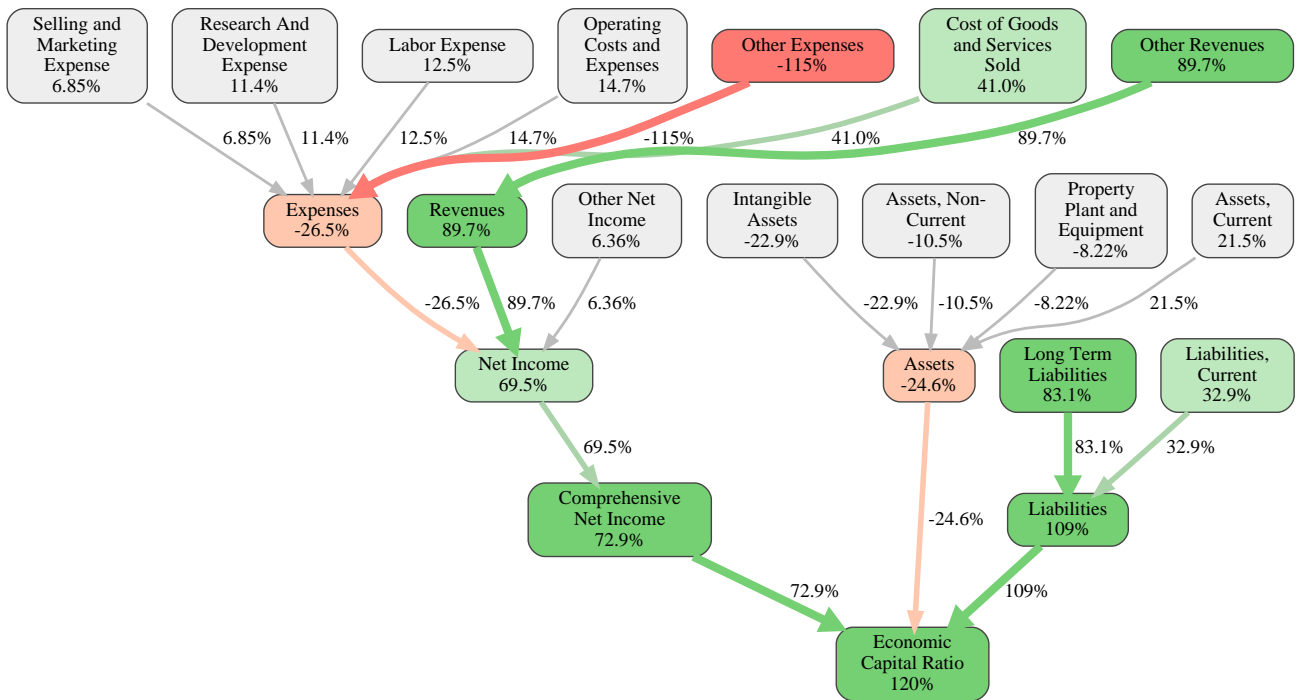 Selling and
Marketing
Expense
6.85%
Research And
Development
Expense
11.4%
Labor Expense
12.5%
Operating
Costs and
Expenses
14.7%
Other Expenses
-115%
Cost of Goods
and Services
Sold
41.0%
Other Revenues
89.7%
6.85%
11.4%
12.5%
14.7%
-115%
41.0%
89.7%
Expenses
-26.5%
Revenues
89.7%
Other Net
Income
6.36%
Intangible
Assets
-22.9%
Assets, Non-
Current
-10.5%
Property
Plant and
Equipment
-8.22%
Assets,
Current
21.5%
-26.5%
89.7%
6.36%
-22.9%
-10.5%
-8.22%
21.5%
Net Income
69.5%
Assets
-24.6%
Long Term
Liabilities
83.1%
Liabilities,
Current
32.9%
69.5%
83.1%
32.9%
Comprehensive
Net Income
72.9%
-24.6%
Liabilities
109%
72.9%
109%
Economic
Capital Ratio
120%